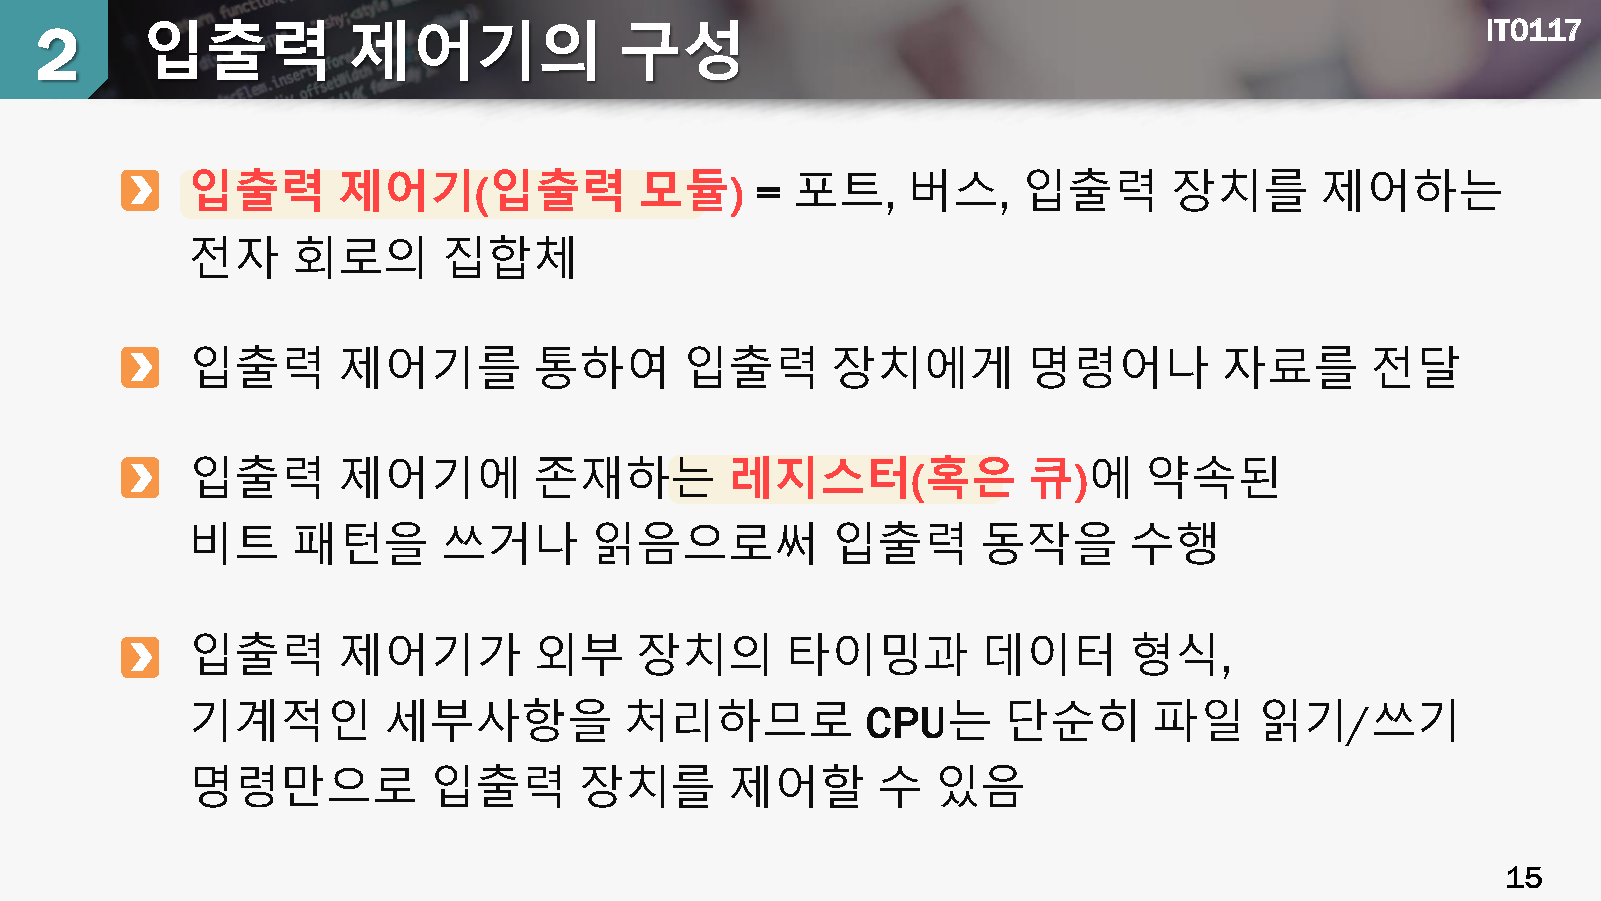 2 입출력 제어기의 구성
IT0117
입출력 제어기(입출력 모듈) = 포트, 버스, 입출력 장치를 제어하는
전자 회로의 집합체
입출력 제어기를 통하여 입출력 장치에게 명령어나 자료를 전달
입출력 제어기에 존재하는 레지스터(혹은 큐)에 약속된
비트 패턴을 쓰거나 읽음으로써 입출력 동작을 수행
입출력 제어기가 외부 장치의 타이밍과 데이터 형식,
기계적인 세부사항을 처리하므로 CPU는 단순히 파일 읽기/쓰기
명령만으로 입출력 장치를 제어할 수 있음
15